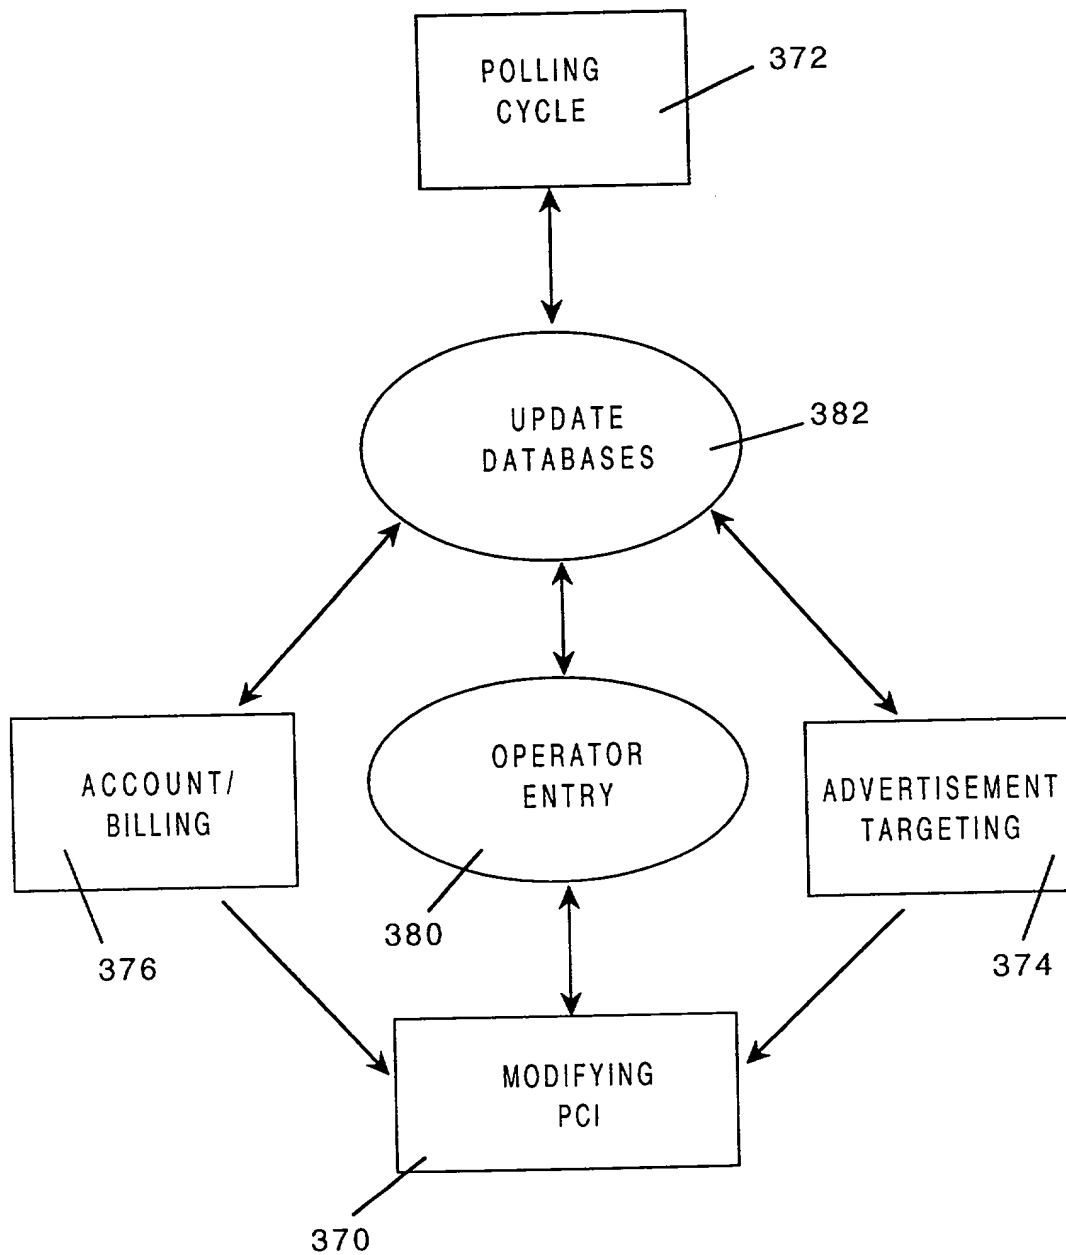 POLLING
CYCLE
372
UPDATE
DATABASES
382
ACCOUNT/
BILLING
376
OPERATOR
ENTRY
380
ADVERTISEMENT
TARGETING
374
MODIFYING
PCI
370